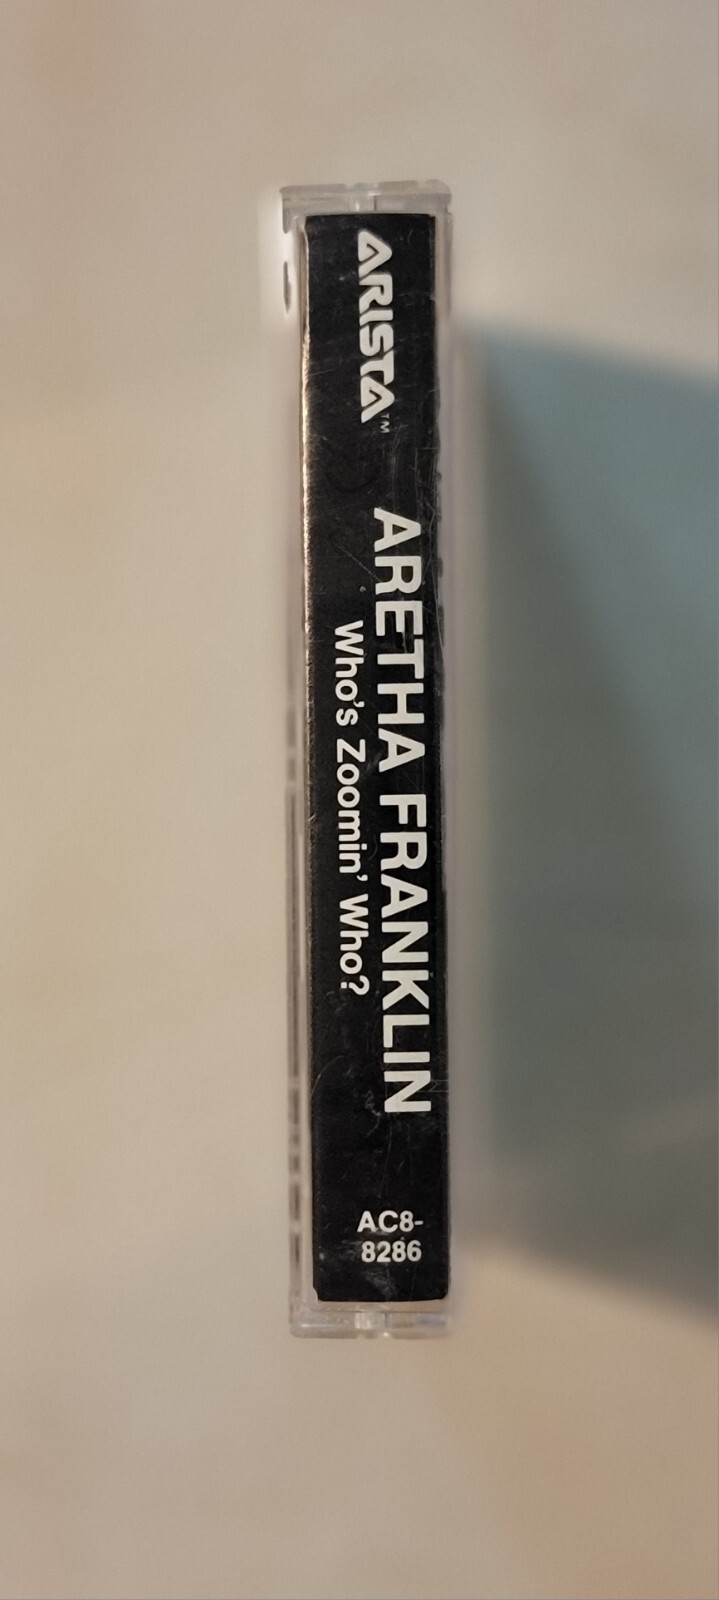 ARISTA™
ARETHA FRANKLIN
Who's Zoomin' Who?
AC8-
8286